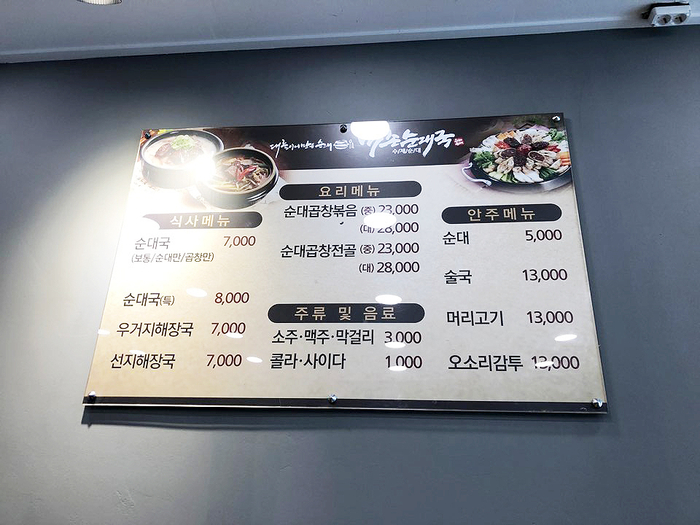 순대국
수제순대
식사메뉴
순대국 7,000
(보통/순대만/곱창만)
순대국(특) 8,000
우거지해장국 7,000
선지해장국 7,000
요리메뉴
순대곱창볶음 (중) 23,000
(대) 28,000
순대곱창전골 (중) 23,000
(대) 28,000
주류 및 음료
소주·맥주·막걸리 3,000
콜라·사이다 1,000
안주메뉴
순대 5,000
술국 13,000
머리고기 13,000
오소리감투 13,000